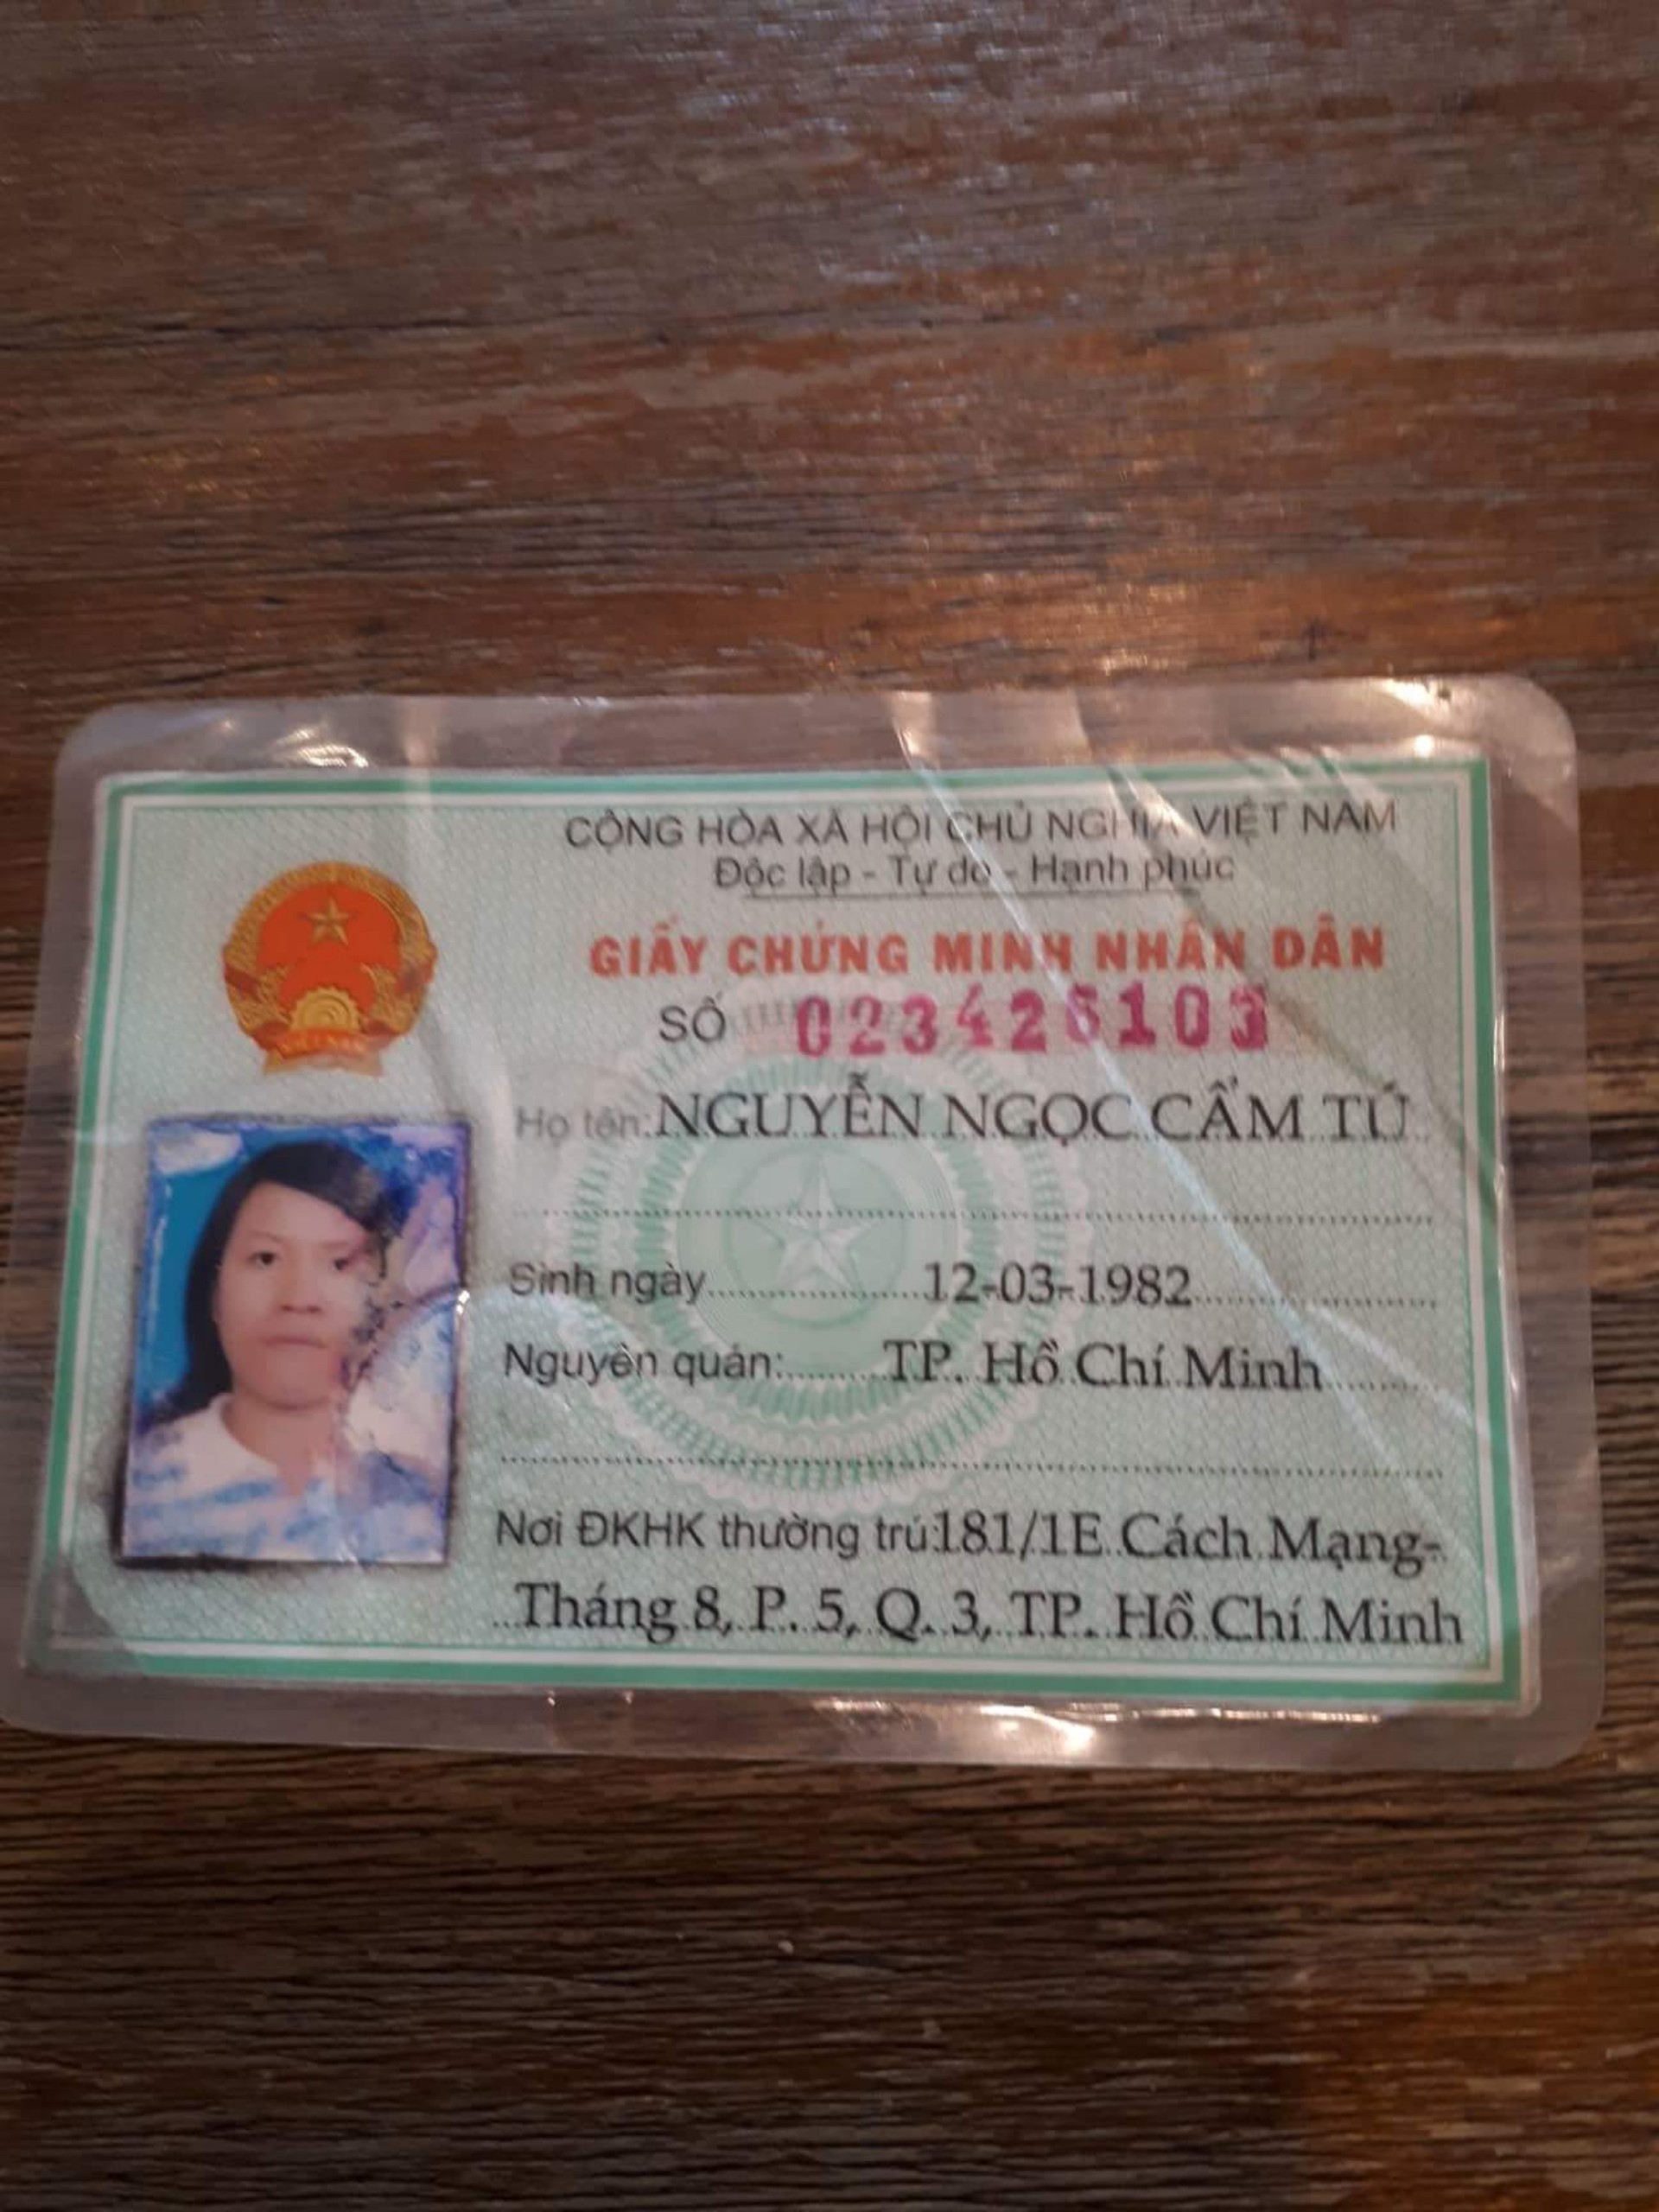 CỘNG HÒA XÃ HỘI CHỦ NGHĨA VIỆT NAM
Độc lập - Tự do - Hạnh phúc
GIẤY CHỨNG MINH NHÂN DÂN
SỐ 023426103
Họ tên: NGUYỄN NGỌC CẨM TÚ
Sinh ngày 12-03-1982
Nguyên quán: TP. Hồ Chí Minh
Nơi ĐKHK thường trú: 181/1E Cách Mạng-
Tháng 8, P. 5, Q. 3, TP. Hồ Chí Minh